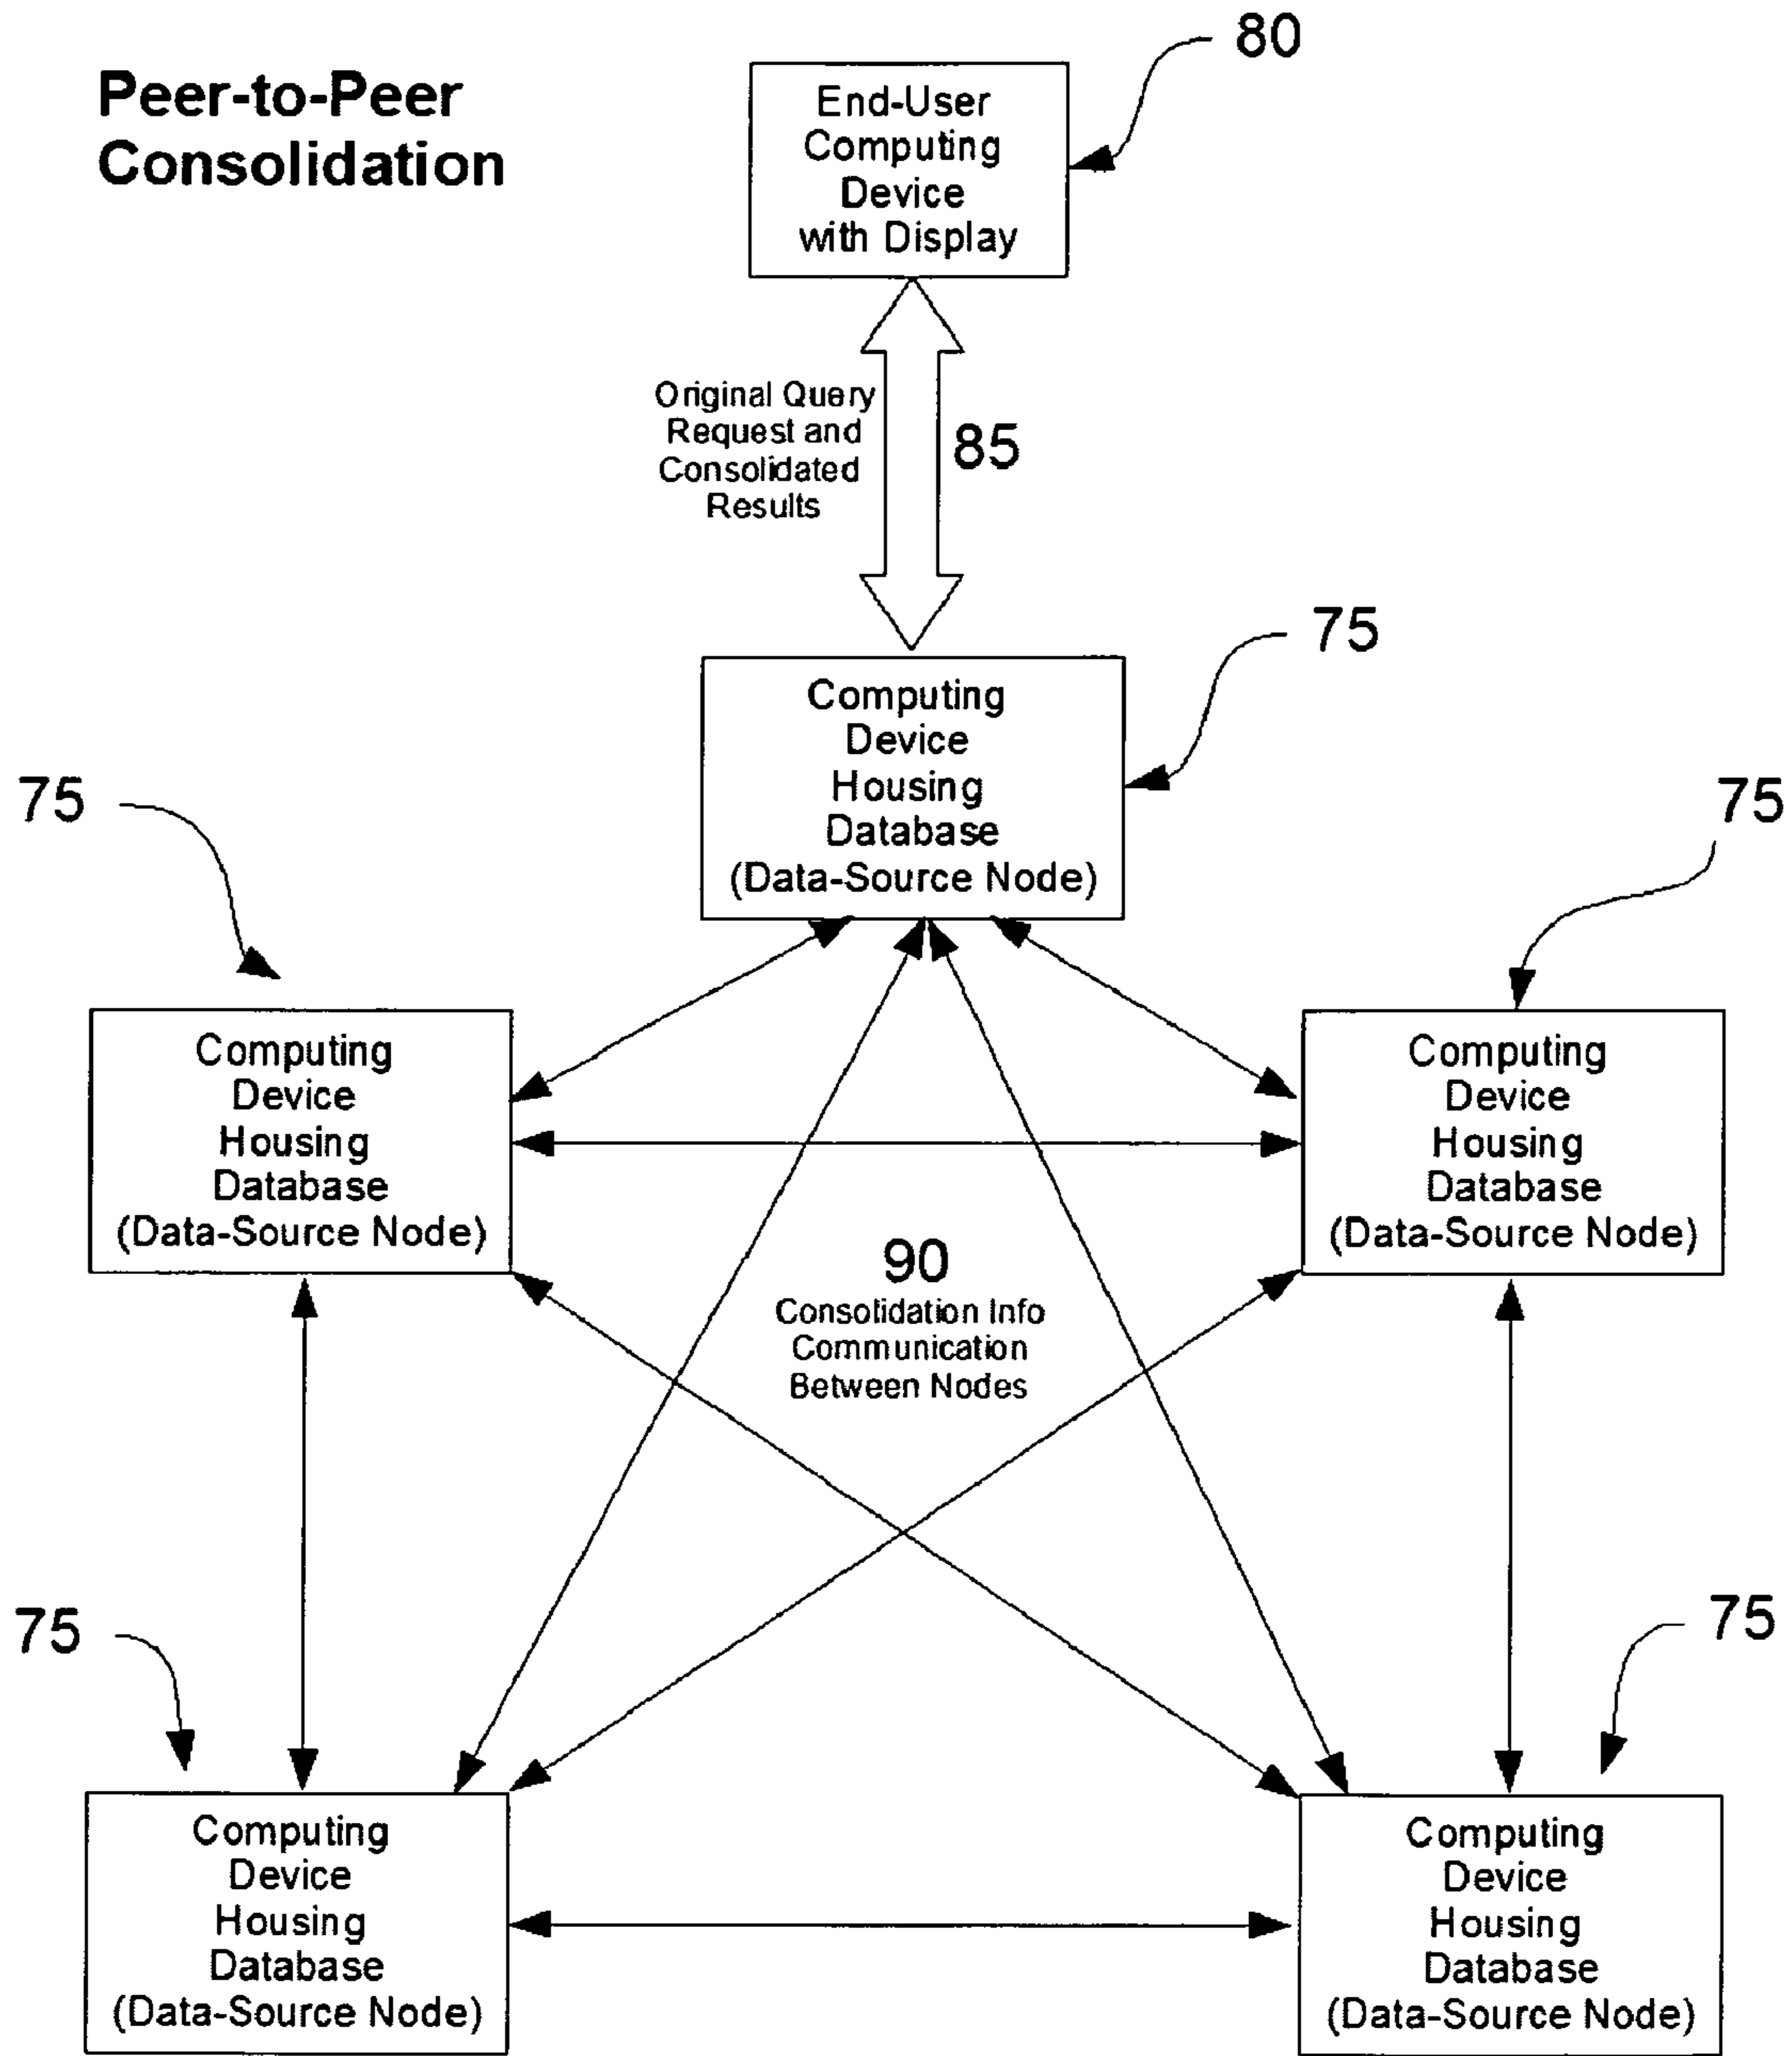 Peer-to-Peer
Consolidation
80
End-User
Computing
Device
with Display
Original Query
Request and
Consolidated
Results
85
75
Computing
Device
Housing
Database
(Data-Source Node)
75
75
Computing
Device
Housing
Database
(Data-Source Node)
Computing
Device
Housing
Database
(Data-Source Node)
90
Consolidation Info
Communication
Between Nodes
75
75
Computing
Device
Housing
Database
(Data-Source Node)
Computing
Device
Housing
Database
(Data-Source Node)